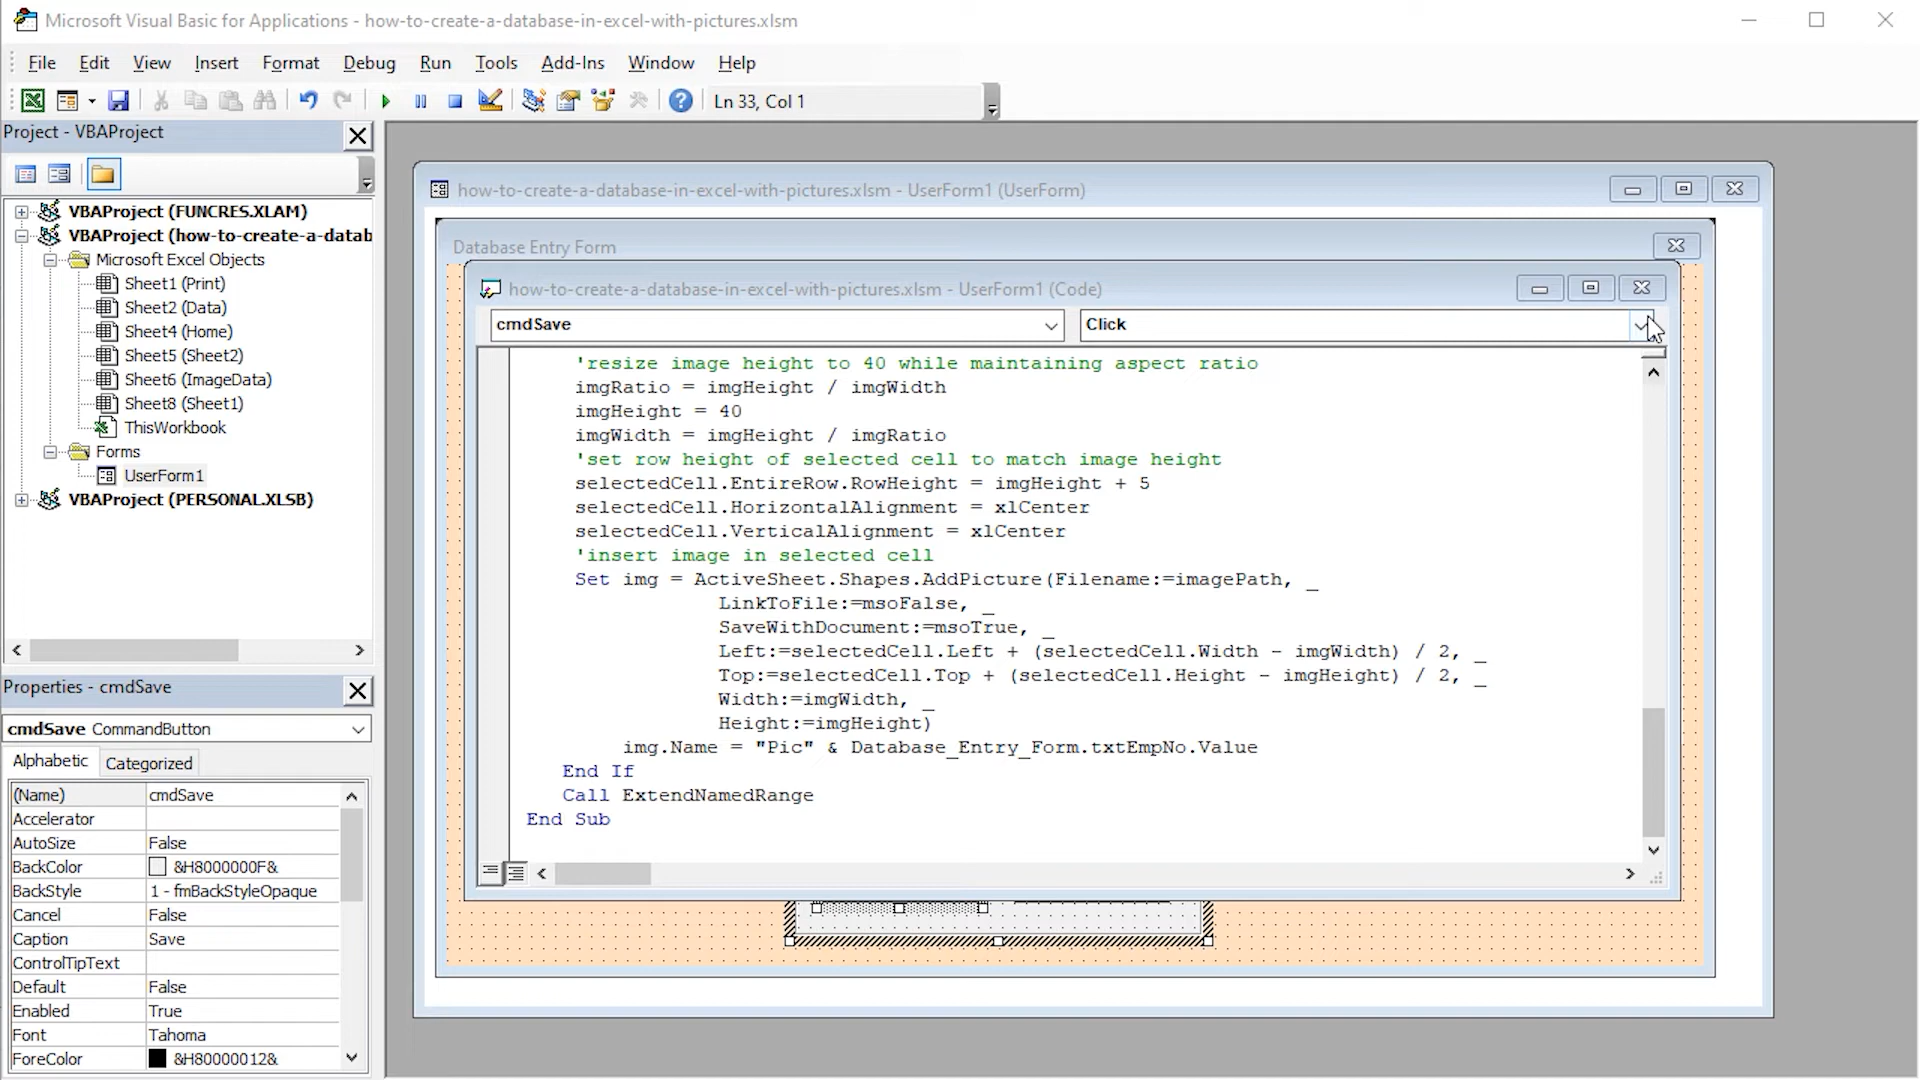 Microsoft Visual Basic for Applications - how-to-create-a-database-in-excel-with-pictures.xlsm
File Edit View Insert Format Debug Run Tools Add-Ins Window Help
Ln 33, Col 1
Project - VBAProject
VBAProject (FUNCRES.XLAM)
VBAProject (how-to-create-a-datab
Microsoft Excel Objects
Sheet1 (Print)
Sheet2 (Data)
Sheet4 (Home)
Sheet5 (Sheet2)
Sheet6 (ImageData)
Sheet8 (Sheet1)
ThisWorkbook
Forms
UserForm1
VBAProject (PERSONAL.XLSB)
Properties - cmdSave
cmdSave CommandButton
Alphabetic Categorized
(Name) cmdSave
Accelerator
AutoSize False
BackColor &H8000000F&
BackStyle 1 - fmBackStyleOpaque
Cancel False
Caption Save
ControlTipText
Default False
Enabled True
Font Tahoma
ForeColor &H80000012&
how-to-create-a-database-in-excel-with-pictures.xlsm - UserForm1 (UserForm)
Database Entry Form
how-to-create-a-database-in-excel-with-pictures.xlsm - UserForm1 (Code)
cmdSave Click
'resize image height to 40 while maintaining aspect ratio
imgRatio = imgHeight / imgWidth
imgHeight = 40
imgWidth = imgHeight / imgRatio
'set row height of selected cell to match image height
selectedCell.EntireRow.RowHeight = imgHeight + 5
selectedCell.HorizontalAlignment = xlCenter
selectedCell.VerticalAlignment = xlCenter
'insert image in selected cell
Set img = ActiveSheet.Shapes.AddPicture(Filename:=imagePath, _
LinkToFile:=msoFalse, _
SaveWithDocument:=msoTrue, _
Left:=selectedCell.Left + (selectedCell.Width - imgWidth) / 2, _
Top:=selectedCell.Top + (selectedCell.Height - imgHeight) / 2, _
Width:=imgWidth, _
Height:=imgHeight)
img.Name = "Pic" & Database_Entry_Form.txtEmpNo.Value
End If
Call ExtendNamedRange
End Sub